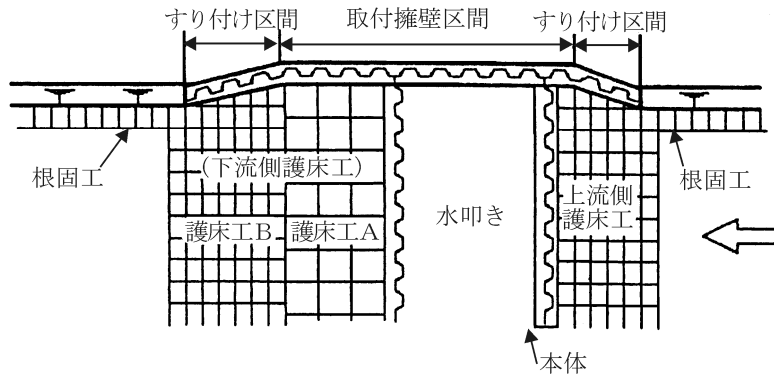 すり付け区間
取付擁壁区間
すり付け区間
根固工
(下流側護床工)
護床工B
護床工A
水叩き
上流側
護床工
根固工
本体